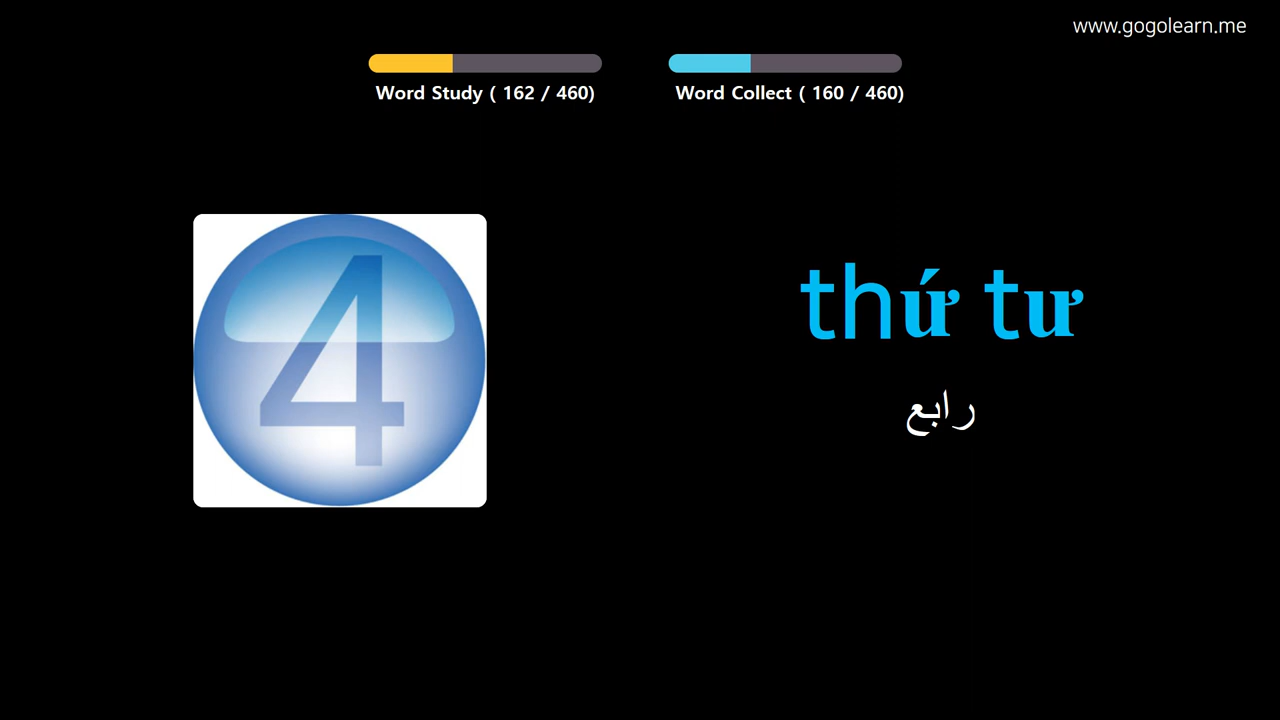 www.gogolearn.me
Word Study ( 162 / 460)
Word Collect ( 160 / 460)
4
thứ tư
رابع